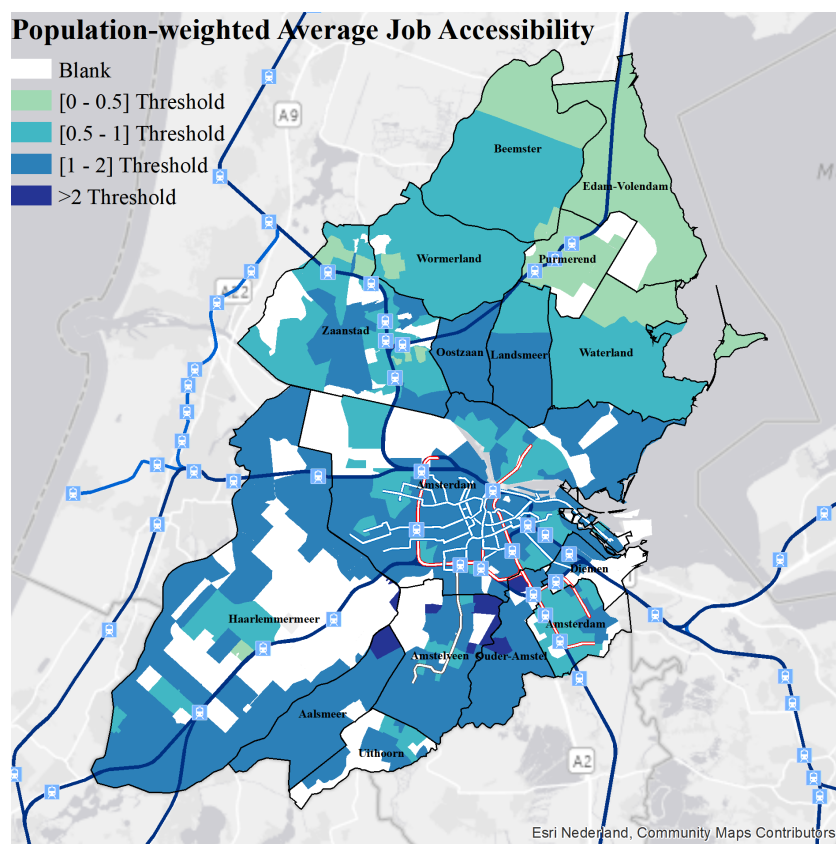 Population-weighted Average Job Accessibility
Blank
[0 - 0.5] Threshold
[0.5 - 1] Threshold
[1 - 2] Threshold
>2 Threshold
A9
Beemster
M
Edam-Volendam
Wormerland
Purmerend
A22
Zaanstad
Oostzaan
Landsmeer
Waterland
Amsterdam
Diemen
Haarlemmermeer
Amsterdam
Amstelveen
Ouder-Amstel
Aalsmeer
Uithoorn
A2
Esri Nederland, Community Maps Contributors